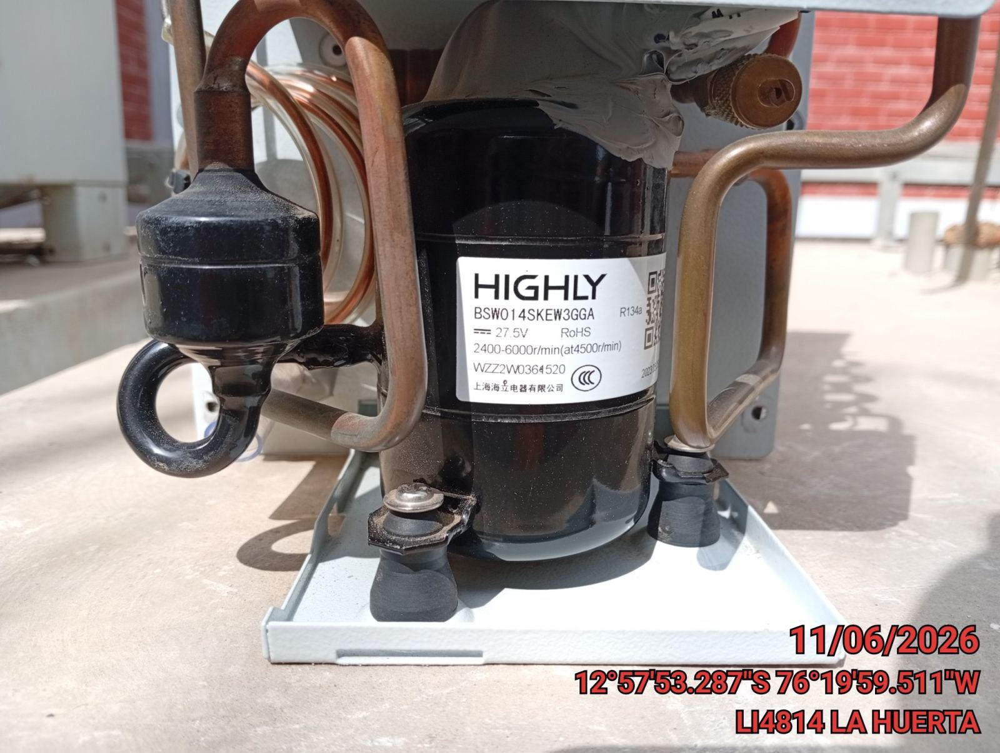 HIGHLY
BSW014SKEW3GGA R134a
27.5V RoHS
2400-6000r/min(at4500r/min)
WZZ2W0364520
上海海立电器有限公司
11/06/2026
12°57'53.287"S 76°19'59.511"W
LI4814 LA HUERTA